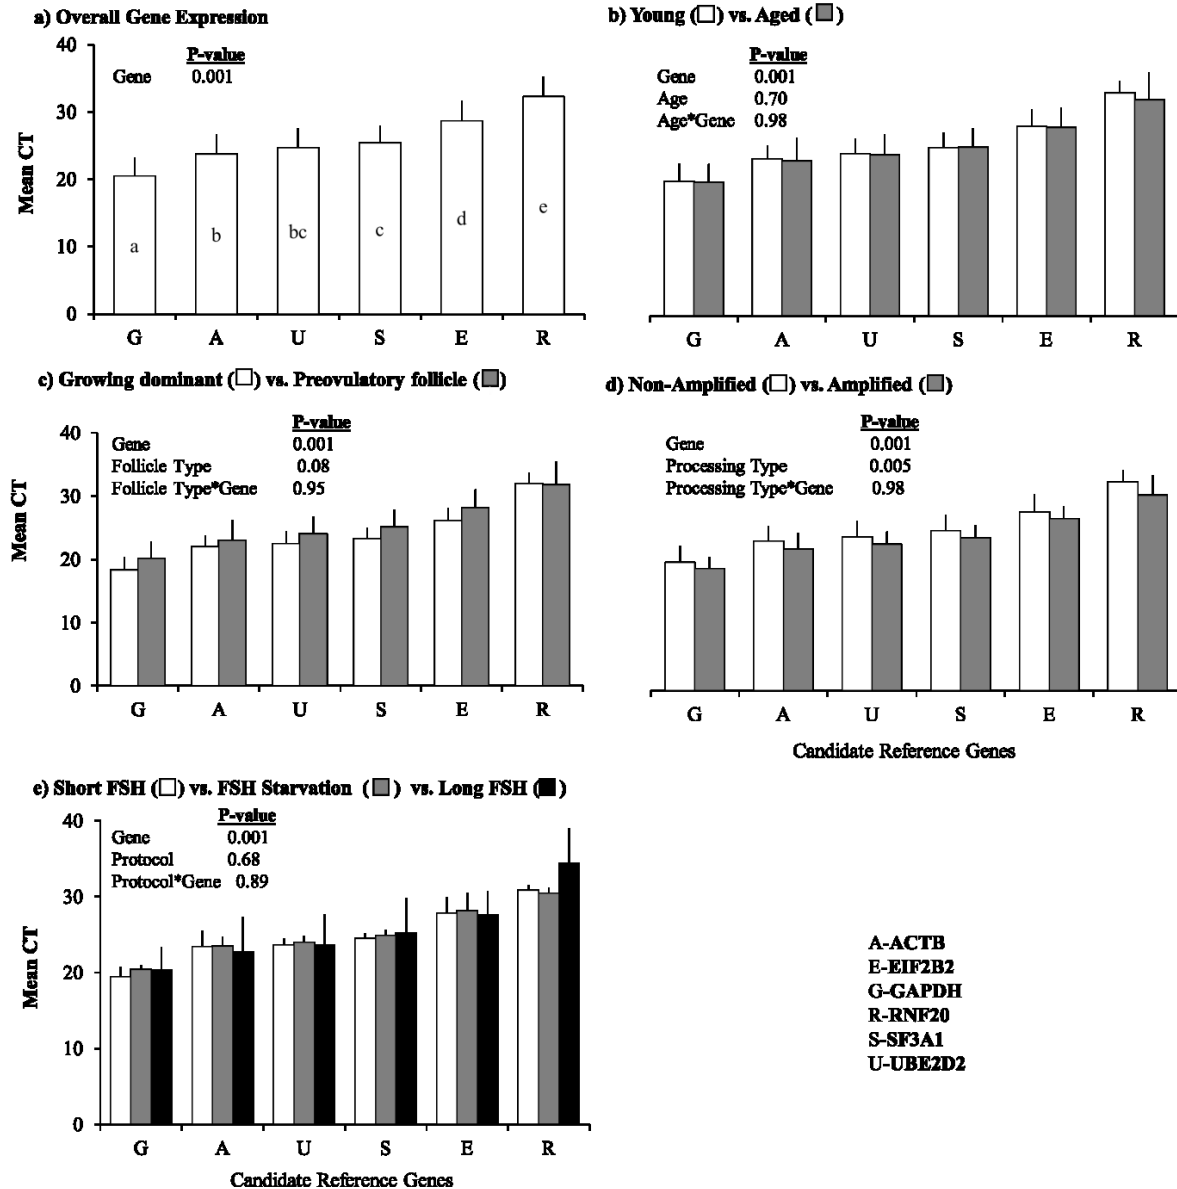 a) Overall Gene Expression
P-value
Gene 0.001
40
30
20
10
0
Mean CT
a b bc c d e
G A U S E R
b) Young ( ) vs. Aged ( )
P-value
Gene 0.001
Age 0.70
Age*Gene 0.98
G A U S E R
c) Growing dominant ( ) vs. Preovulatory follicle ( )
P-value
Gene 0.001
Follicle Type 0.08
Follicle Type*Gene 0.95
40
30
20
10
0
Mean CT
G A U S E R
d) Non-Amplified ( ) vs. Amplified ( )
P-value
Gene 0.001
Processing Type 0.005
Processing Type*Gene 0.98
G A U S E R
Candidate Reference Genes
e) Short FSH ( ) vs. FSH Starvation ( ) vs. Long FSH ( )
P-value
Gene 0.001
Protocol 0.68
Protocol*Gene 0.89
40
30
20
10
0
Mean CT
G A U S E R
Candidate Reference Genes
A-ACTB
E-EIF2B2
G-GAPDH
R-RNF20
S-SF3A1
U-UBE2D2